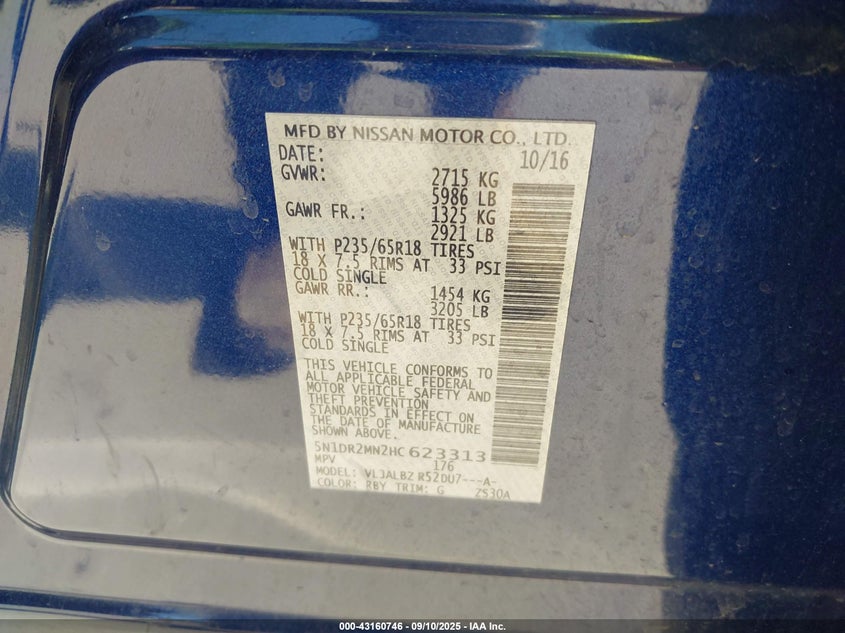 MFD BY NISSAN MOTOR CO., LTD.
DATE: 10/16
GVWR: 2715 KG
5986 LB
GAWR FR.: 1325 KG
2921 LB
WITH P235/65R18 TIRES
18 X 7.5 RIMS AT 33 PSI
COLD SINGLE
GAWR RR.: 1454 KG
3205 LB
WITH P235/65R18 TIRES
18 X 7.5 RIMS AT 33 PSI
COLD SINGLE
THIS VEHICLE CONFORMS TO
ALL APPLICABLE FEDERAL
MOTOR VEHICLE SAFETY AND
THEFT PREVENTION
STANDARDS IN EFFECT ON
THE DATE OF MANUFACTURE
SHOWN ABOVE.
5N1DR2MN2HC 623313
MPV 176
MODEL: VLJALBZ R52DU7---A-
COLOR: RBY TRIM: G ZS30A
000-43160746 - 09/10/2025 - IAA Inc.